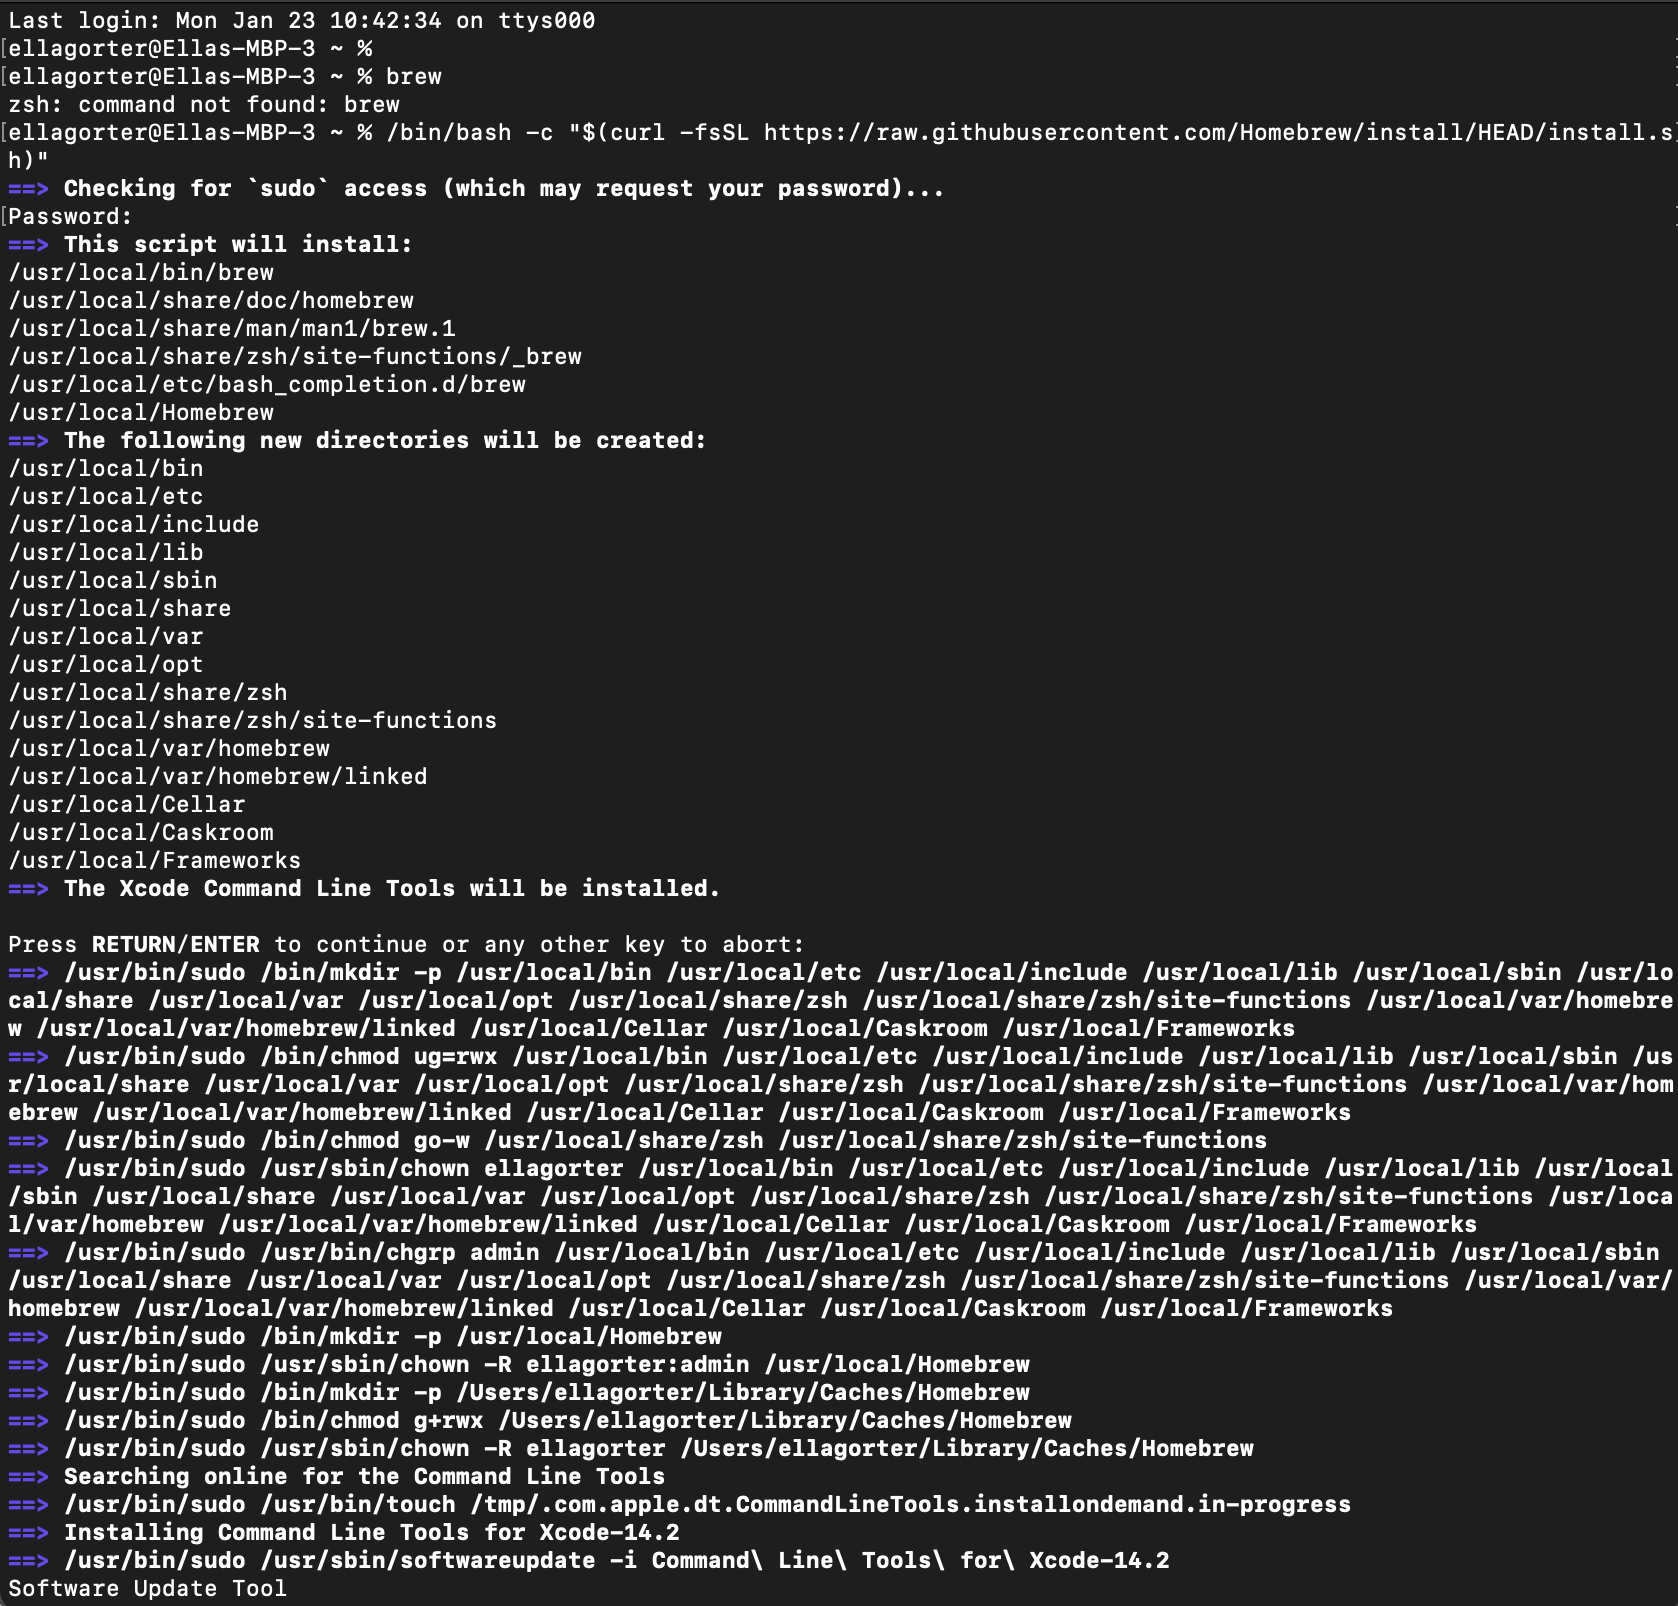 Last login: Mon Jan 23 10:42:34 on ttys000
[ellagorter@Ellas-MBP-3 ~ %
[ellagorter@Ellas-MBP-3 ~ % brew
zsh: command not found: brew
[ellagorter@Ellas-MBP-3 ~ % /bin/bash -c "$(curl -fsSL https://raw.githubusercontent.com/Homebrew/install/HEAD/install.s]
h)"
==> Checking for `sudo` access (which may request your password)...
[Password:
==> This script will install:
/usr/local/bin/brew
/usr/local/share/doc/homebrew
/usr/local/share/man/man1/brew.1
/usr/local/share/zsh/site-functions/_brew
/usr/local/etc/bash_completion.d/brew
/usr/local/Homebrew
==> The following new directories will be created:
/usr/local/bin
/usr/local/etc
/usr/local/include
/usr/local/lib
/usr/local/sbin
/usr/local/share
/usr/local/var
/usr/local/opt
/usr/local/share/zsh
/usr/local/share/zsh/site-functions
/usr/local/var/homebrew
/usr/local/var/homebrew/linked
/usr/local/Cellar
/usr/local/Caskroom
/usr/local/Frameworks
==> The Xcode Command Line Tools will be installed.

Press RETURN/ENTER to continue or any other key to abort:
==> /usr/bin/sudo /bin/mkdir -p /usr/local/bin /usr/local/etc /usr/local/include /usr/local/lib /usr/local/sbin /usr/lo
cal/share /usr/local/var /usr/local/opt /usr/local/share/zsh /usr/local/share/zsh/site-functions /usr/local/var/homebre
w /usr/local/var/homebrew/linked /usr/local/Cellar /usr/local/Caskroom /usr/local/Frameworks
==> /usr/bin/sudo /bin/chmod ug=rwx /usr/local/bin /usr/local/etc /usr/local/include /usr/local/lib /usr/local/sbin /us
r/local/share /usr/local/var /usr/local/opt /usr/local/share/zsh /usr/local/share/zsh/site-functions /usr/local/var/hom
ebrew /usr/local/var/homebrew/linked /usr/local/Cellar /usr/local/Caskroom /usr/local/Frameworks
==> /usr/bin/sudo /bin/chmod go-w /usr/local/share/zsh /usr/local/share/zsh/site-functions
==> /usr/bin/sudo /usr/sbin/chown ellagorter /usr/local/bin /usr/local/etc /usr/local/include /usr/local/lib /usr/local
/sbin /usr/local/share /usr/local/var /usr/local/opt /usr/local/share/zsh /usr/local/share/zsh/site-functions /usr/loca
l/var/homebrew /usr/local/var/homebrew/linked /usr/local/Cellar /usr/local/Caskroom /usr/local/Frameworks
==> /usr/bin/sudo /usr/bin/chgrp admin /usr/local/bin /usr/local/etc /usr/local/include /usr/local/lib /usr/local/sbin
/usr/local/share /usr/local/var /usr/local/opt /usr/local/share/zsh /usr/local/share/zsh/site-functions /usr/local/var/
homebrew /usr/local/var/homebrew/linked /usr/local/Cellar /usr/local/Caskroom /usr/local/Frameworks
==> /usr/bin/sudo /bin/mkdir -p /usr/local/Homebrew
==> /usr/bin/sudo /usr/sbin/chown -R ellagorter:admin /usr/local/Homebrew
==> /usr/bin/sudo /bin/mkdir -p /Users/ellagorter/Library/Caches/Homebrew
==> /usr/bin/sudo /bin/chmod g+rwx /Users/ellagorter/Library/Caches/Homebrew
==> /usr/bin/sudo /usr/sbin/chown -R ellagorter /Users/ellagorter/Library/Caches/Homebrew
==> Searching online for the Command Line Tools
==> /usr/bin/sudo /usr/bin/touch /tmp/.com.apple.dt.CommandLineTools.installondemand.in-progress
==> Installing Command Line Tools for Xcode-14.2
==> /usr/bin/sudo /usr/sbin/softwareupdate -i Command\ Line\ Tools\ for\ Xcode-14.2
Software Update Tool